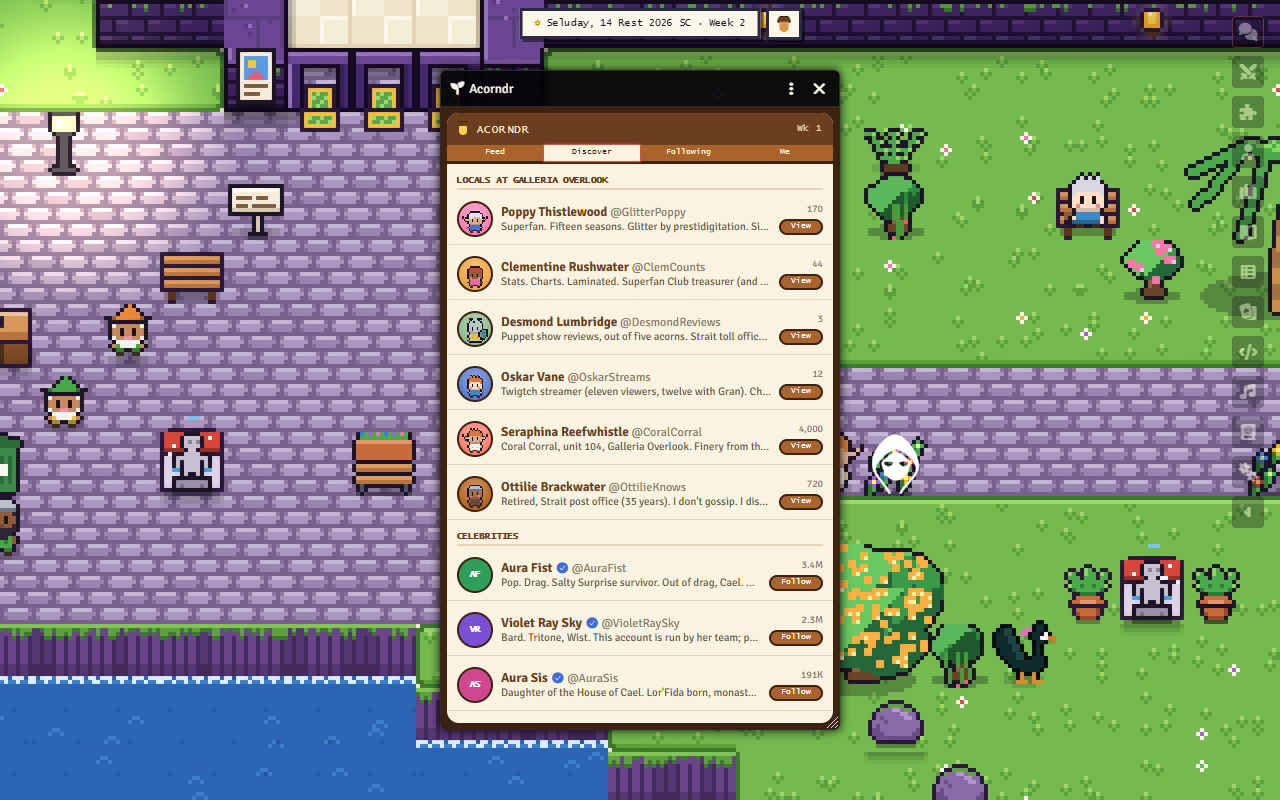 Seluday, 14 Rest 2026 SC · Week 2
Acorndr
ACORNDR
Wk 1
Feed
Discover
Following
Me
LOCALS AT GALLERIA OVERLOOK
Poppy Thistlewood @GlitterPoppy
170
Superfan. Fifteen seasons. Glitter by prestidigitation. Si...
View
Clementine Rushwater @ClemCounts
44
Stats. Charts. Laminated. Superfan Club treasurer (and ...
View
Desmond Lumbridge @DesmondReviews
3
Puppet show reviews, out of five acorns. Strait toll offic...
View
Oskar Vane @OskarStreams
12
Twigtch streamer (eleven viewers, twelve with Gran). Ch...
View
Seraphina Reefwhistle @CoralCorral
4,000
Coral Corral, unit 104, Galleria Overlook. Finery from th...
View
Ottilie Brackwater @OttilieKnows
720
Retired, Strait post office (35 years). I don't gossip. I dis...
View
CELEBRITIES
AF
Aura Fist @AuraFist
3.4M
Pop. Drag. Salty Surprise survivor. Out of drag, Cael. ...
Follow
VR
Violet Ray Sky @VioletRaySky
2.3M
Bard. Tritone, Wist. This account is run by her team; p...
Follow
AS
Aura Sis @AuraSis
191K
Daughter of the House of Cael. Lor'Fida born, monast...
Follow